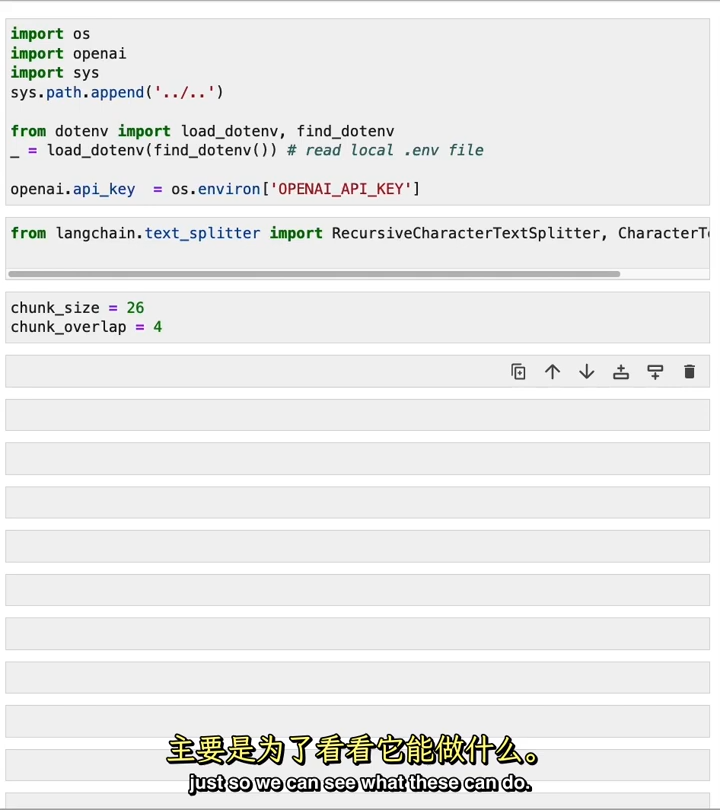 import os
import openai
import sys
sys.path.append('../..')
from dotenv import load_dotenv, find_dotenv
_ = load_dotenv(find_dotenv()) # read local .env file
openai.api_key  = os.environ['OPENAI_API_KEY']
from langchain.text_splitter import RecursiveCharacterTextSplitter, CharacterTe
chunk_size = 26
chunk_overlap = 4
主要是为了看看它能做什么。
just so we can see what these can do.